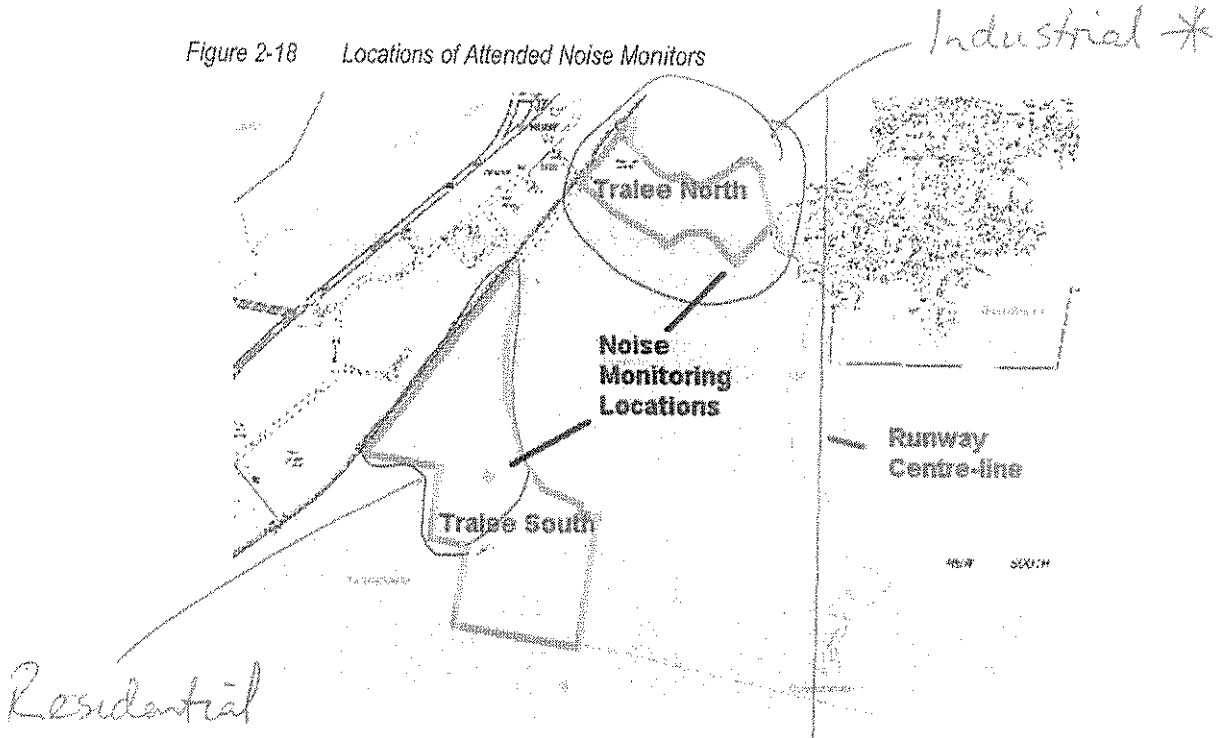 Industrial *
Figure 2-18 Locations of Attended Noise Monitors
Tralee North
Noise
Monitoring
Locations
Runway
Centre-line
Tralee South
Residential